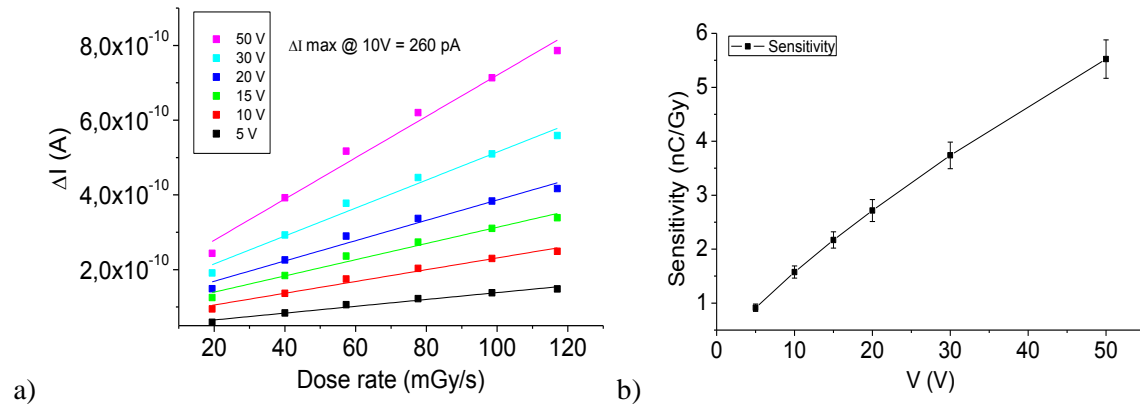 50 V
30 V
20 V
15 V
10 V
5 V
ΔI max @ 10V = 260 pA
8,0x10⁻¹⁰
6,0x10⁻¹⁰
4,0x10⁻¹⁰
2,0x10⁻¹⁰
ΔI (A)
20 40 60 80 100 120
Dose rate (mGy/s)
a)
Sensitivity
6
5
4
3
2
1
Sensitivity (nC/Gy)
0 10 20 30 40 50
V (V)
b)